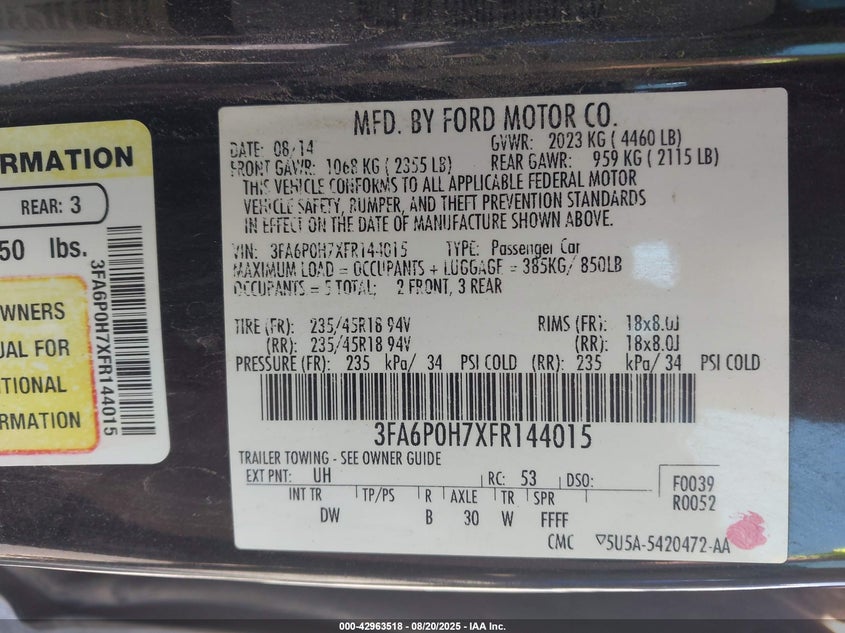 RMATION
REAR: 3
50 lbs.
OWNERS
UAL FOR
ITIONAL
RMATION
3FA6P0H7XFR144015
MFD. BY FORD MOTOR CO.
DATE: 08/14 GVWR: 2023 KG ( 4460 LB)
FRONT GAWR: 1068 KG ( 2355 LB) REAR GAWR: 959 KG ( 2115 LB)
THIS VEHICLE CONFORMS TO ALL APPLICABLE FEDERAL MOTOR
VEHICLE SAFETY, BUMPER, AND THEFT PREVENTION STANDARDS
IN EFFECT ON THE DATE OF MANUFACTURE SHOWN ABOVE.
VIN: 3FA6P0H7XFR144015 TYPE: Passenger Car
MAXIMUM LOAD = OCCUPANTS + LUGGAGE = 385KG/ 850LB
OCCUPANTS = 5 TOTAL; 2 FRONT, 3 REAR
TIRE (FR): 235/45R18 94V RIMS (FR): 18x8.0J
(RR): 235/45R18 94V (RR): 18x8.0J
PRESSURE (FR): 235 kPa/ 34 PSI COLD (RR): 235 kPa/ 34 PSI COLD
3FA6P0H7XFR144015
TRAILER TOWING - SEE OWNER GUIDE
EXT PNT: UH RC: 53 DSO: F0039
R0052
INT TR TP/PS R AXLE TR SPR
DW B 30 W FFFF
CMC ▽5U5A-5420472-AA
000-42963518 - 08/20/2025 - IAA Inc.